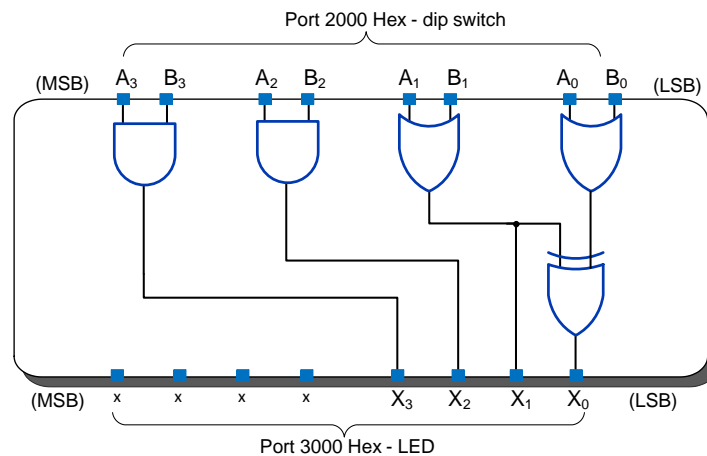 Port 2000 Hex - dip switch
(MSB) A₃ B₃ A₂ B₂ A₁ B₁ A₀ B₀ (LSB)
(MSB) x x x x X₃ X₂ X₁ X₀ (LSB)
Port 3000 Hex - LED